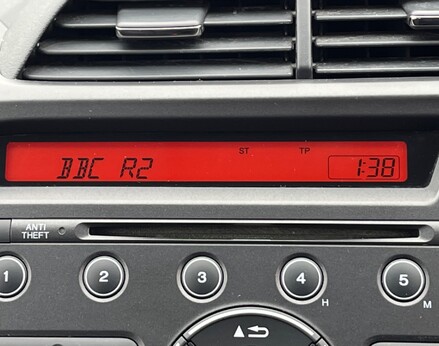 ST TP
BBC R2 1:38
ANTI
THEFT
1 2 3 4 5
H M